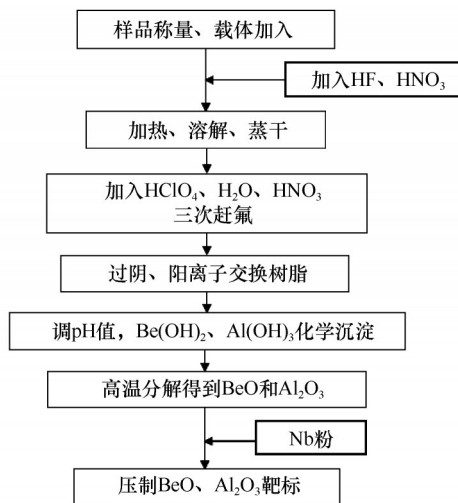 样品称量、载体加入
加入HF、HNO₃
加热、溶解、蒸干
加入HClO₄、H₂O、HNO₃
三次赶氟
过阴、阳离子交换树脂
调pH值，Be(OH)₂、Al(OH)₃化学沉淀
高温分解得到BeO和Al₂O₃
Nb粉
压制BeO、Al₂O₃靶标